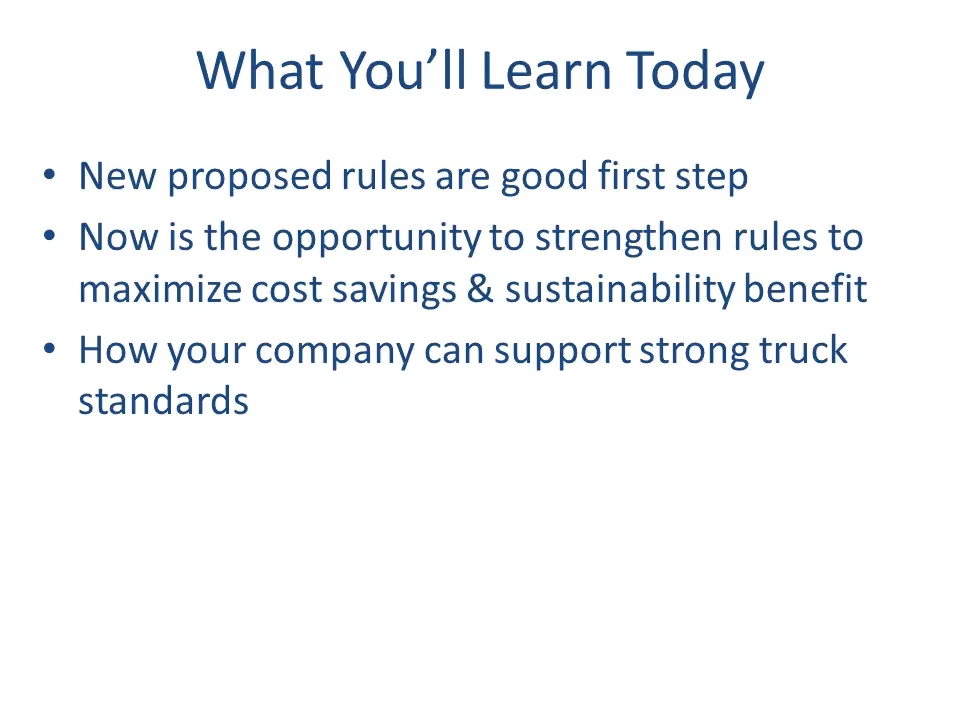 What You’ll Learn Today
• New proposed rules are good first step
• Now is the opportunity to strengthen rules to
maximize cost savings & sustainability benefit
• How your company can support strong truck
standards